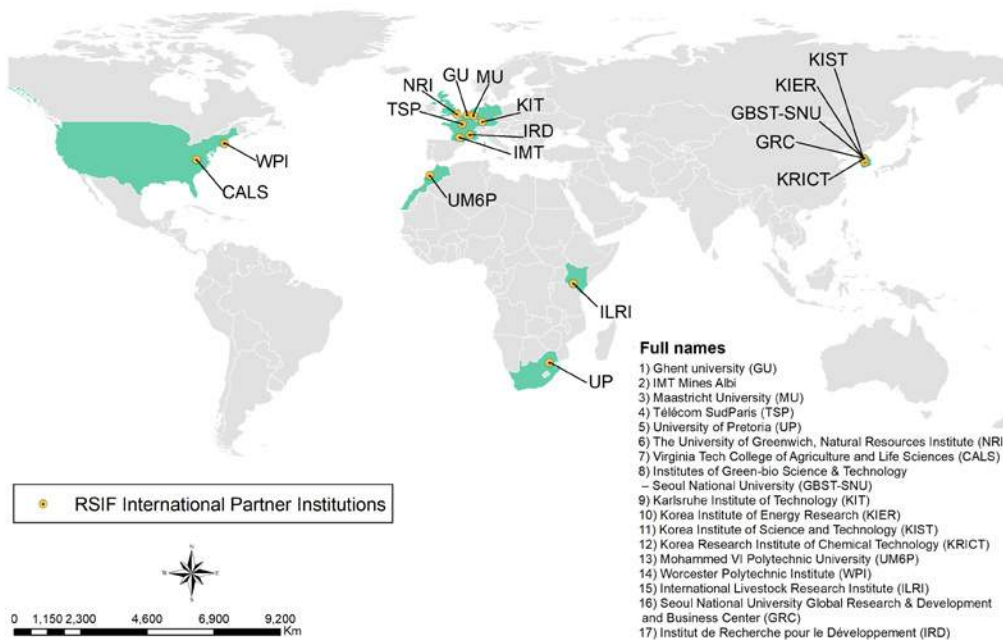 KIST
GU MU
KIER
NRI
KIT
TSP
GBST-SNU
IRD
GRC
WPI
IMT
KRICT
CALS
UM6P
ILRI
UP
Full names
1) Ghent university (GU)
2) IMT Mines Albi
3) Maastricht University (MU)
4) Télécom SudParis (TSP)
5) University of Pretoria (UP)
6) The University of Greenwich, Natural Resources Institute (NRI
7) Virginia Tech College of Agriculture and Life Sciences (CALS)
8) Institutes of Green-bio Science & Technology
– Seoul National University (GBST-SNU)
9) Karlsruhe Institute of Technology (KIT)
10) Korea Institute of Energy Research (KIER)
11) Korea Institute of Science and Technology (KIST)
12) Korea Research Institute of Chemical Technology (KRICT)
13) Mohammed VI Polytechnic University (UM6P)
14) Worcester Polytechnic Institute (WPI)
15) International Livestock Research Institute (ILRI)
16) Seoul National University Global Research & Development
and Business Center (GRC)
17) Institut de Recherche pour le Développement (IRD)
RSIF International Partner Institutions
N
W E
S
0 1,150 2,300 4,600 6,900 9,200
Km